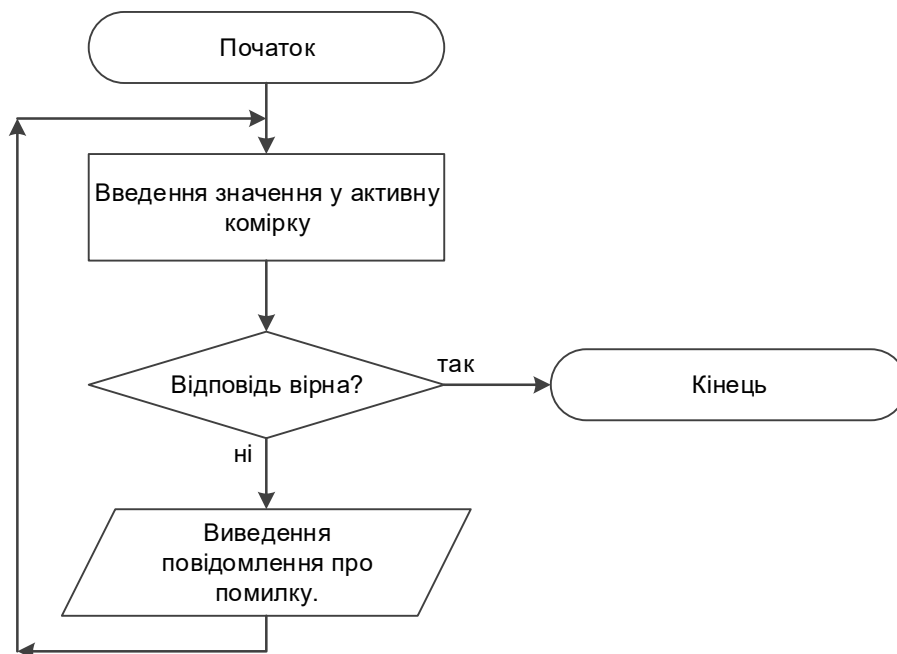 Початок
Введення значення у активну
комірку
Відповідь вірна?
так
Кінець
ні
Виведення
повідомлення про
помилку.